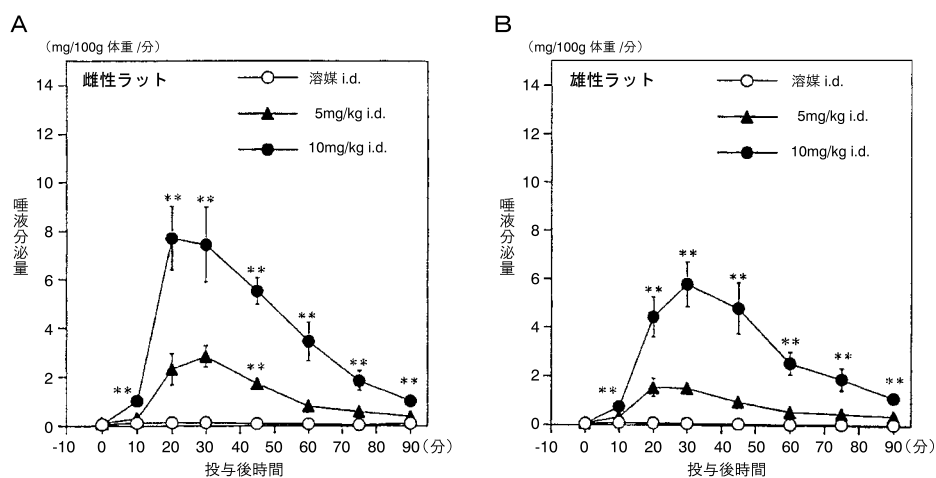 A
(mg/100g 体重 /分)
雌性ラット
溶媒 i.d.
5mg/kg i.d.
10mg/kg i.d.
唾液分泌量
14
12
10
8
6
4
2
0
** ** ** ** ** ** **
-10 0 10 20 30 40 50 60 70 80 90(分)
投与後時間
B
(mg/100g 体重 /分)
雄性ラット
溶媒 i.d.
5mg/kg i.d.
10mg/kg i.d.
唾液分泌量
14
12
10
8
6
4
2
0
** ** ** ** ** ** **
-10 0 10 20 30 40 50 60 70 80 90(分)
投与後時間